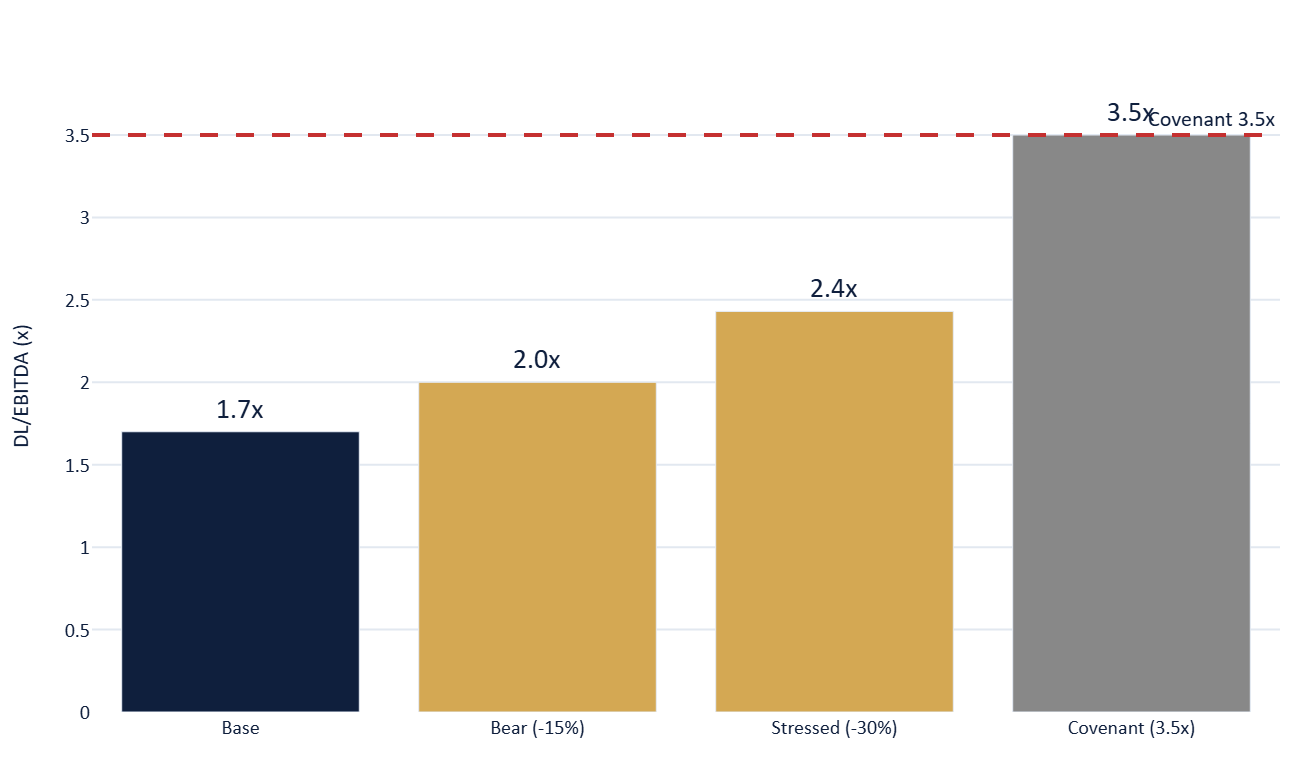 3.5x
Covenant 3.5x
3.5
3
2.5
2.4x
2.0x
2
1.7x
1.5
1
0.5
0
DL/EBITDA (x)
Base
Bear (-15%)
Stressed (-30%)
Covenant (3.5x)